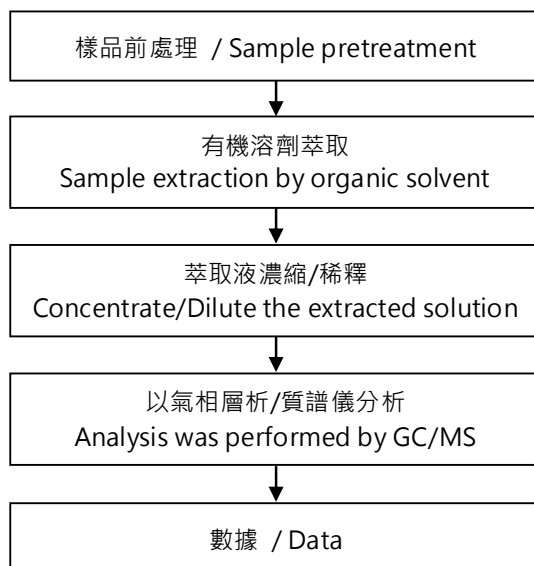 樣品前處理 / Sample pretreatment
有機溶劑萃取
Sample extraction by organic solvent
萃取液濃縮/稀釋
Concentrate/Dilute the extracted solution
以氣相層析/質譜儀分析
Analysis was performed by GC/MS
數據 / Data